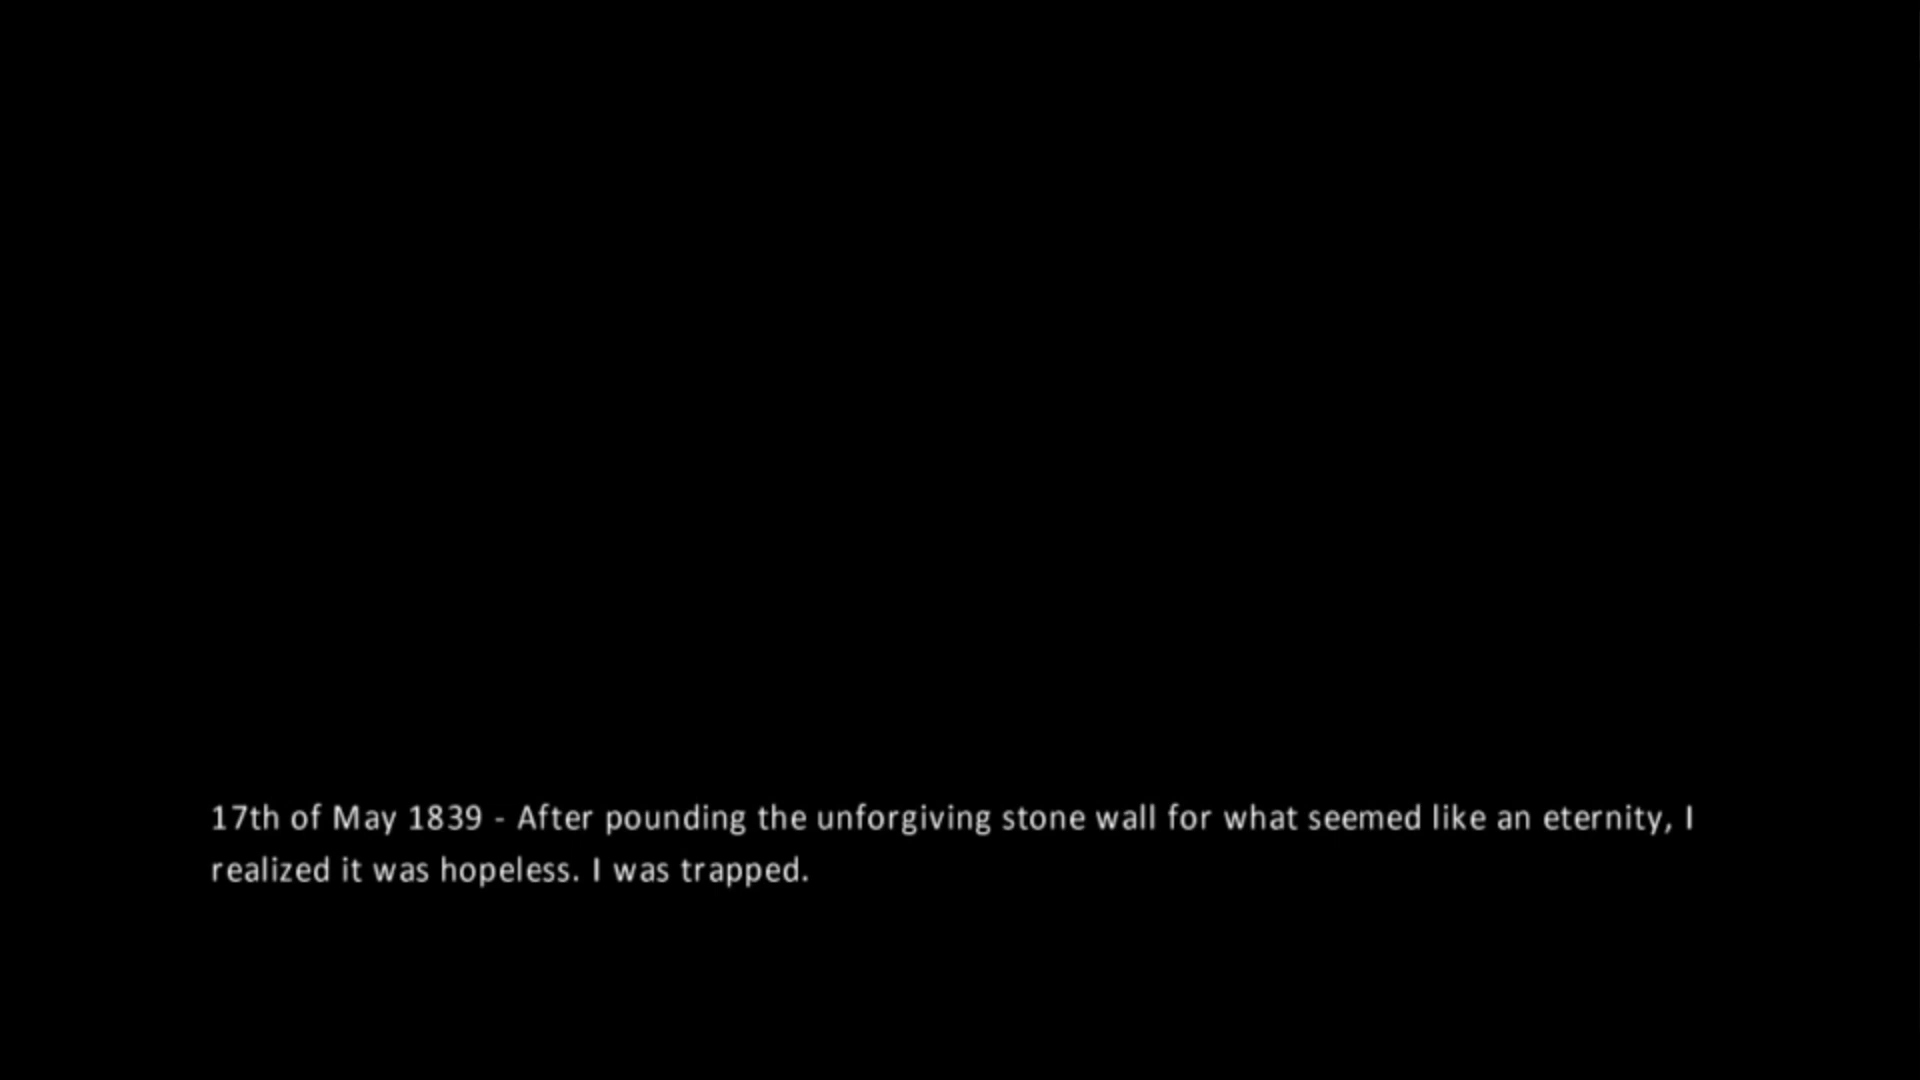 17th of May 1839 - After pounding the unforgiving stone wall for what seemed like an eternity, I
realized it was hopeless. I was trapped.